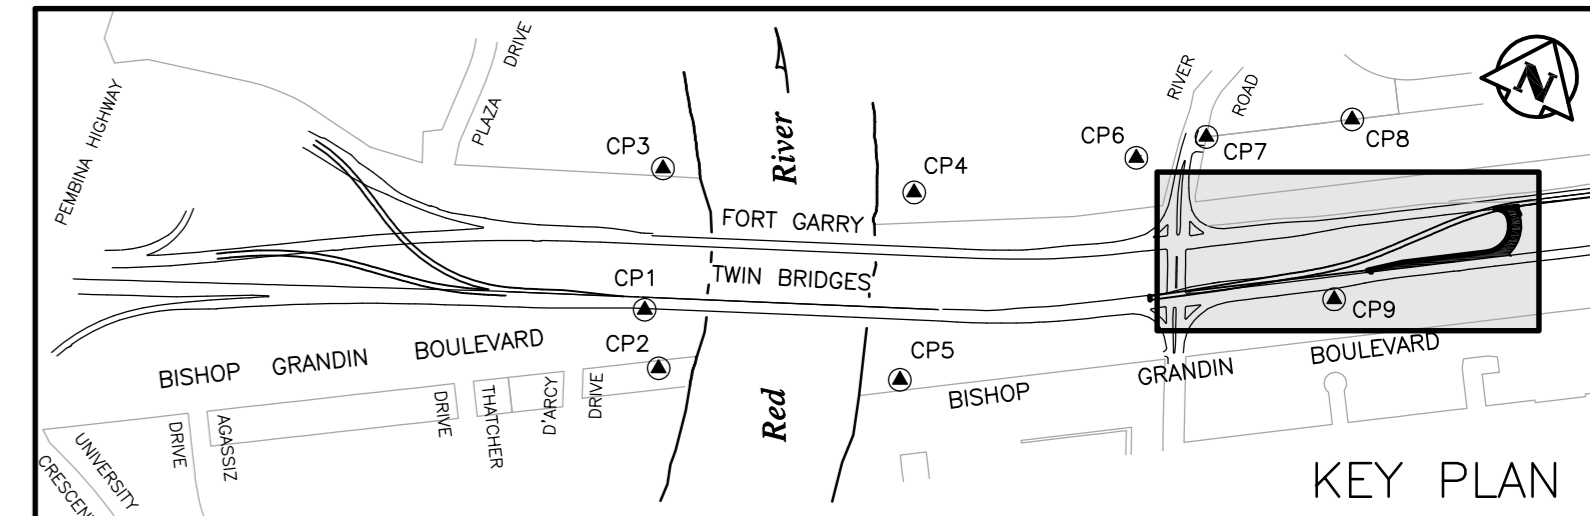 DRIVE
PLAZA
PEMBINA HIGHWAY
River
RIVER
ROAD
N
CP3
CP4
CP6
CP7
CP8
FORT GARRY
TWIN BRIDGES
CP1
CP2
CP5
CP9
BISHOP GRANDIN BOULEVARD
BISHOP GRANDIN BOULEVARD
Red
UNIVERSITY
CRESCEN
DRIVE
AGASSIZ
DRIVE
THATCHER
D'ARCY
DRIVE
KEY PLAN